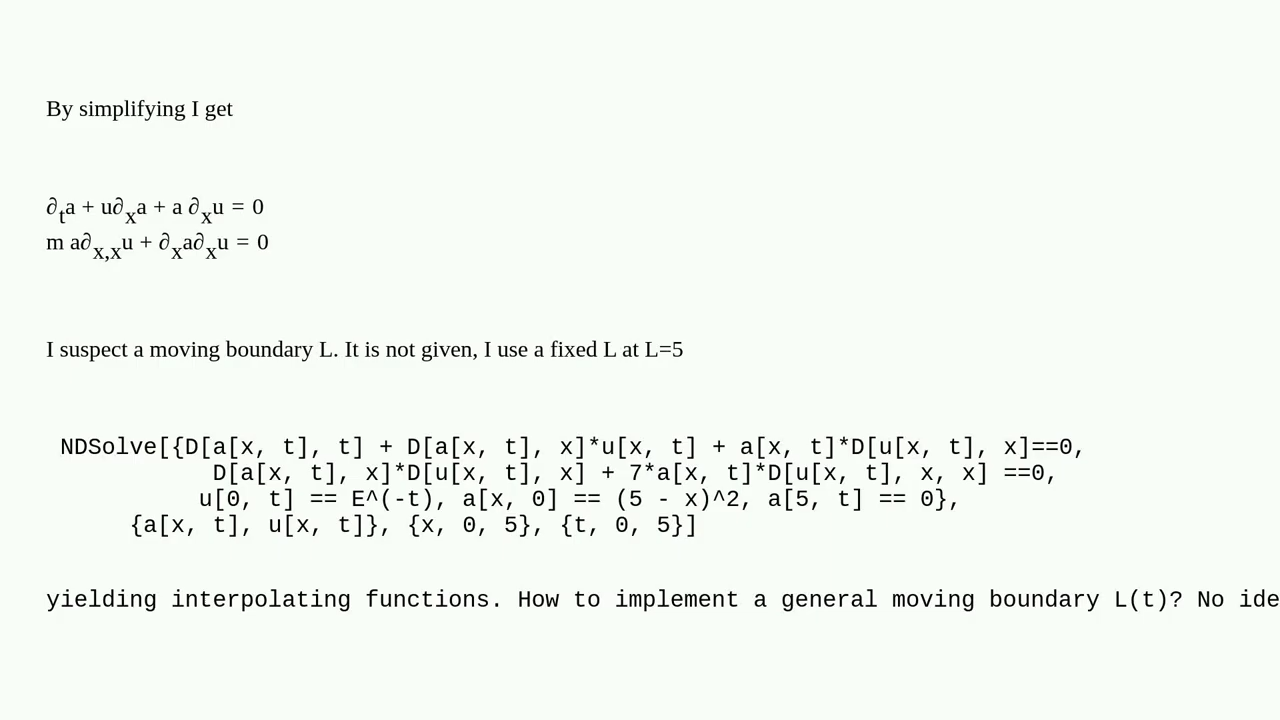 By simplifying I get
∂ta + u∂xa + a ∂xu = 0
m a∂x,xu + ∂xa∂xu = 0
I suspect a moving boundary L. It is not given, I use a fixed L at L=5
NDSolve[{D[a[x, t], t] + D[a[x, t], x]*u[x, t] + a[x, t]*D[u[x, t], x]==0,
D[a[x, t], x]*D[u[x, t], x] + 7*a[x, t]*D[u[x, t], x, x] ==0,
u[0, t] == E^(-t), a[x, 0] == (5 - x)^2, a[5, t] == 0},
{a[x, t], u[x, t]}, {x, 0, 5}, {t, 0, 5}]
yielding interpolating functions. How to implement a general moving boundary L(t)? No